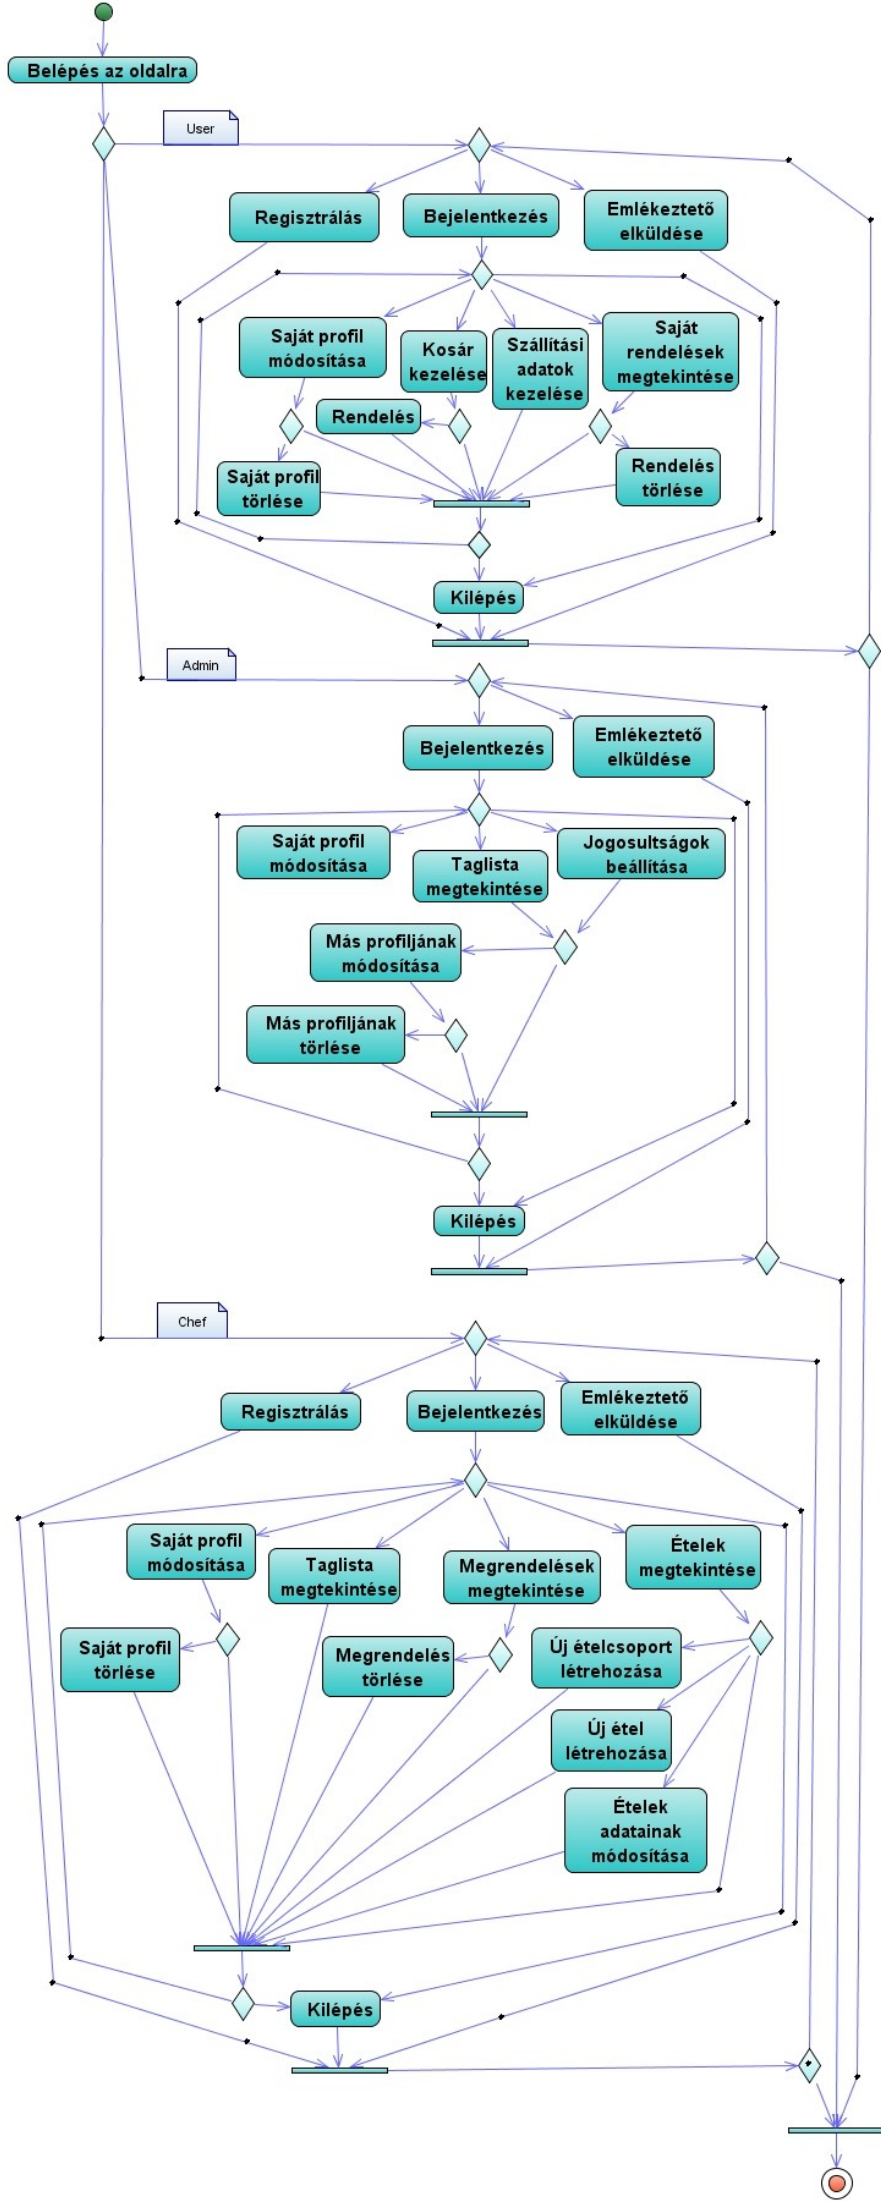 Belépés az oldalra
User
Regisztrálás
Bejelentkezés
Emlékeztető
elküldése
Saját profil
módosítása
Kosár
kezelése
Szállítási
adatok
kezelése
Saját
rendelések
megtekintése
Rendelés
Saját profil
törlése
Rendelés
törlése
Kilépés
Admin
Bejelentkezés
Emlékeztető
elküldése
Saját profil
módosítása
Taglista
megtekintése
Jogosultságok
beállítása
Más profiljának
módosítása
Más profiljának
törlése
Kilépés
Chef
Regisztrálás
Bejelentkezés
Emlékeztető
elküldése
Saját profil
módosítása
Taglista
megtekintése
Megrendelések
megtekintése
Ételek
megtekintése
Saját profil
törlése
Megrendelés
törlése
Új ételcsoport
létrehozása
Új étel
létrehozása
Ételek
adatainak
módosítása
Kilépés